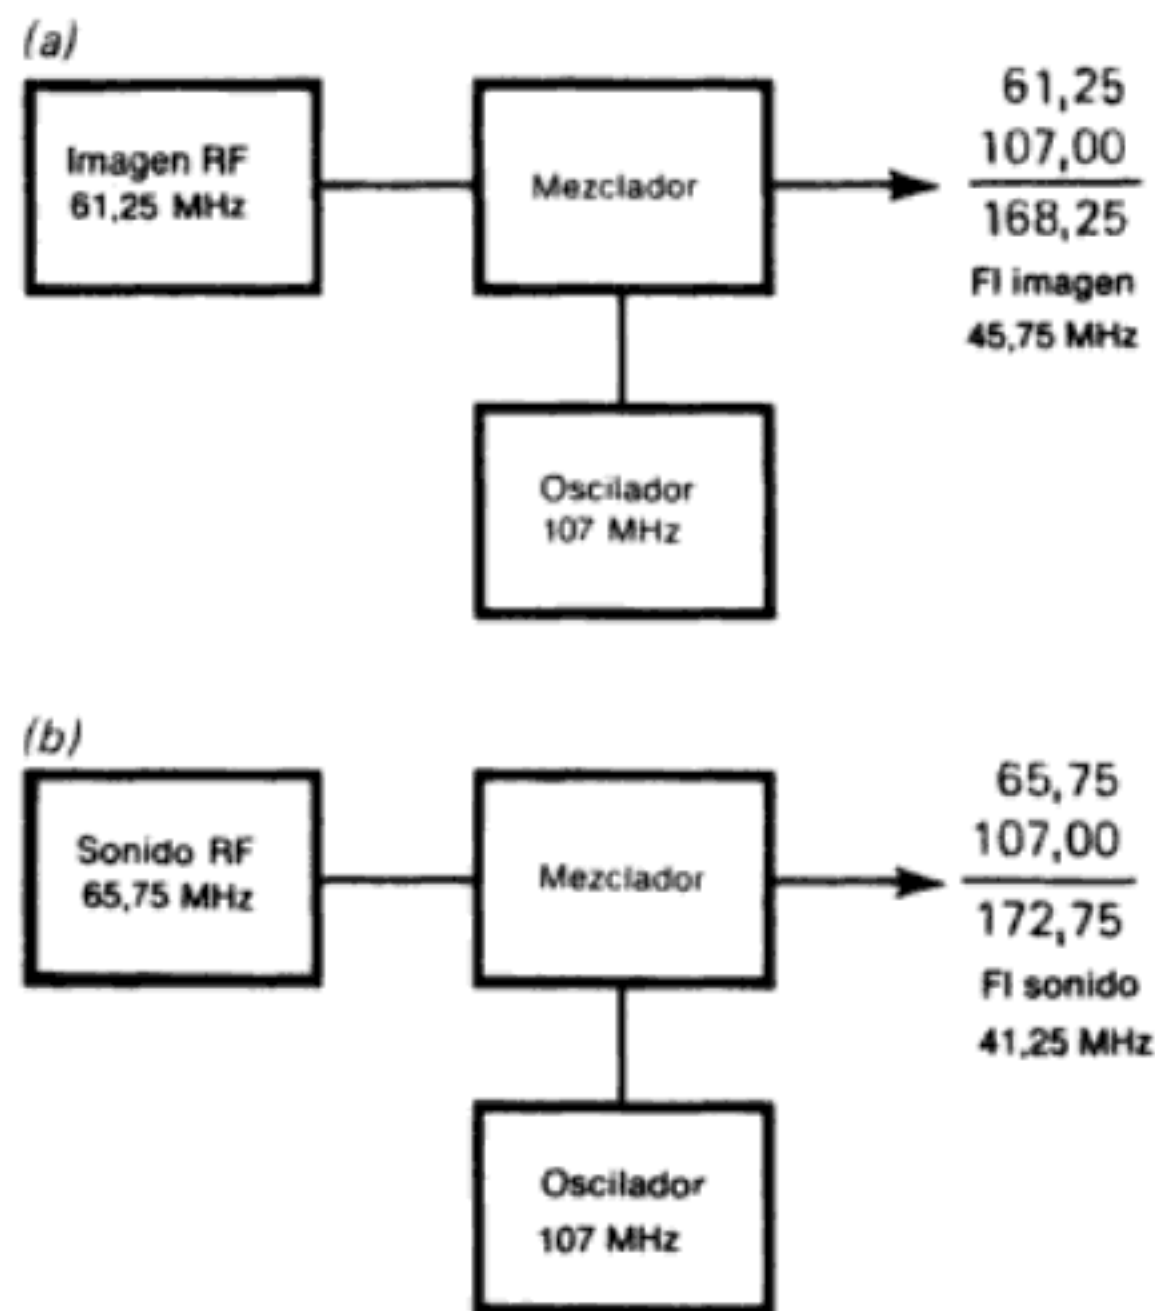 (a)
Imagen RF
61,25 MHz
Mezclador
61,25
107,00
168,25
FI imagen
45,75 MHz
Oscilador
107 MHz
(b)
Sonido RF
65,75 MHz
Mezclador
65,75
107,00
172,75
FI sonido
41,25 MHz
Oscilador
107 MHz